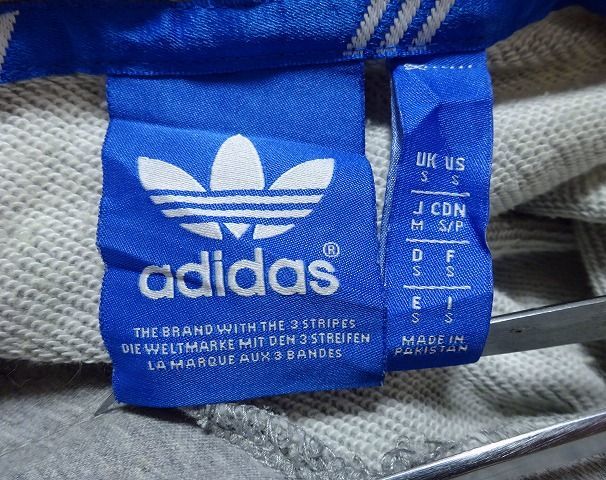 adidas®
THE BRAND WITH THE 3 STRIPES
DIE WELTMARKE MIT DEN 3 STREIFEN
LA MARQUE AUX 3 BANDES
UK US
S S
J CDN
M S/P
D F
S S
E I
S S
MADE IN
PAKISTAN